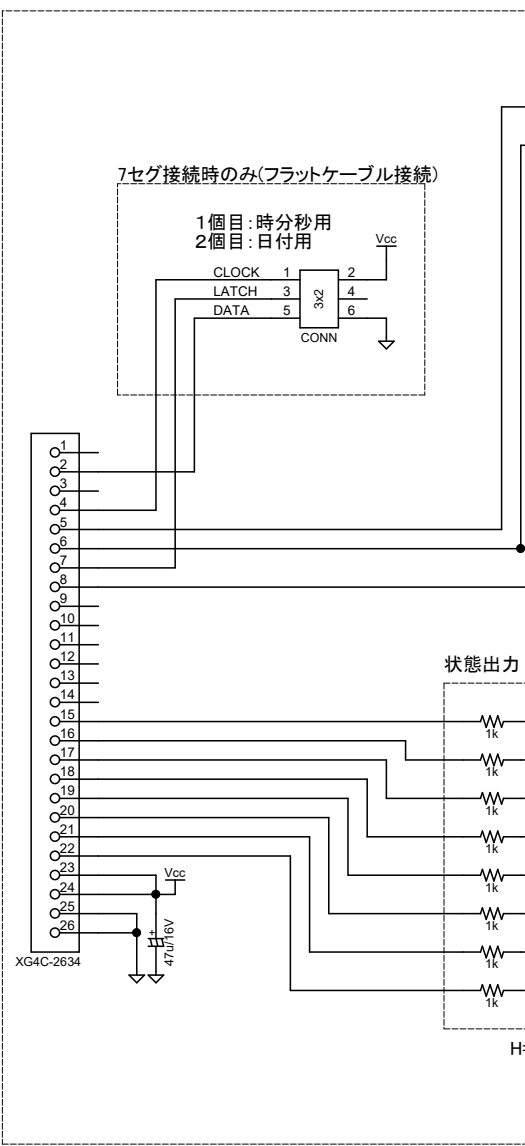 7セグ接続時のみ(フラットケーブル接続)
1個目:時分秒用
2個目:日付用
Vcc
CLOCK 1 2
LATCH 3 4
DATA 5 6
3x2
CONN
1
2
3
4
5
6
7
8
9
10
11
12
13
14
15
16
17
18
19
20
21
22
23
24
25
26
XG4C-2634
Vcc
+
47u/16V
状態出力
1k
1k
1k
1k
1k
1k
1k
1k
H=